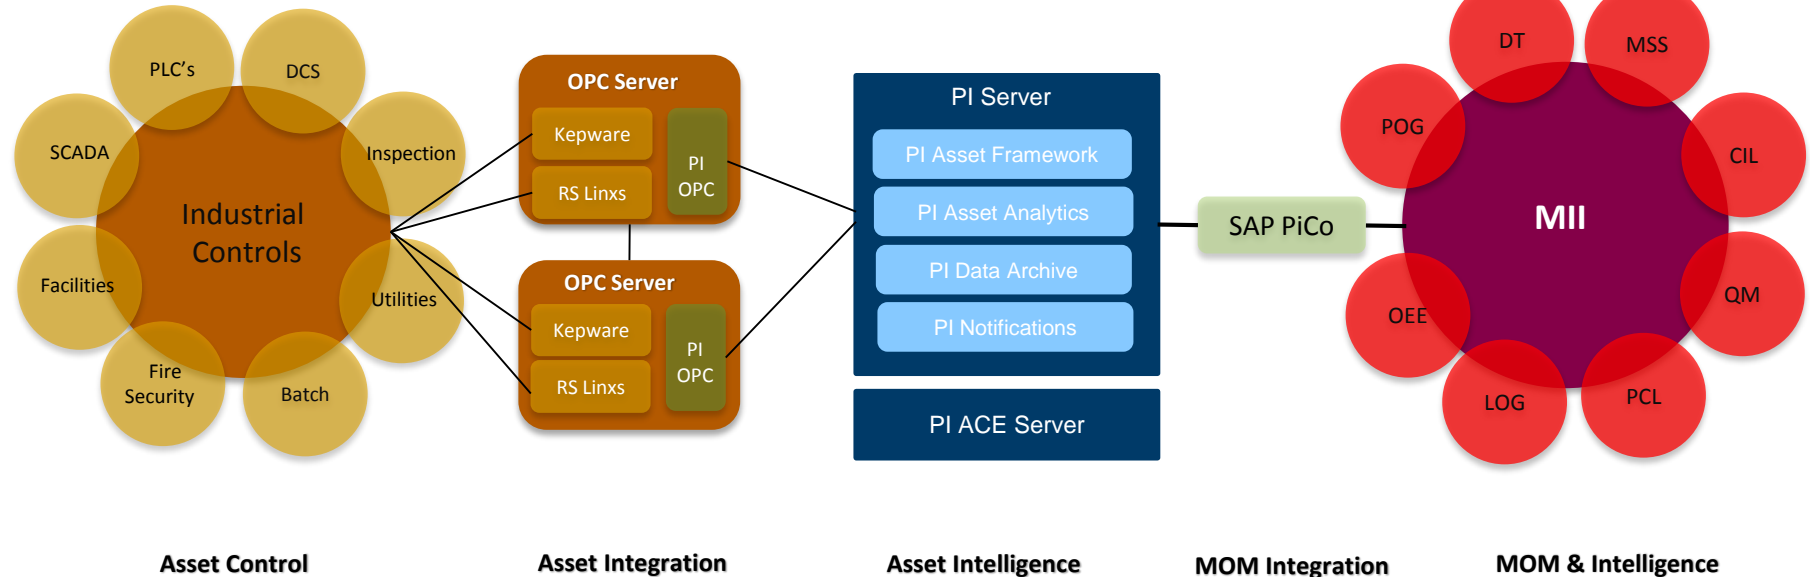 PLC's
DCS
SCADA
Inspection
Industrial
Controls
Facilities
Utilities
Fire
Security
Batch
OPC Server
Kepware
RS Linxs
PI
OPC
OPC Server
Kepware
RS Linxs
PI
OPC
PI Server
PI Asset Framework
PI Asset Analytics
PI Data Archive
PI Notifications
PI ACE Server
SAP PiCo
DT
MSS
POG
CIL
MII
OEE
QM
LOG
PCL
Asset Control
Asset Integration
Asset Intelligence
MOM Integration
MOM & Intelligence